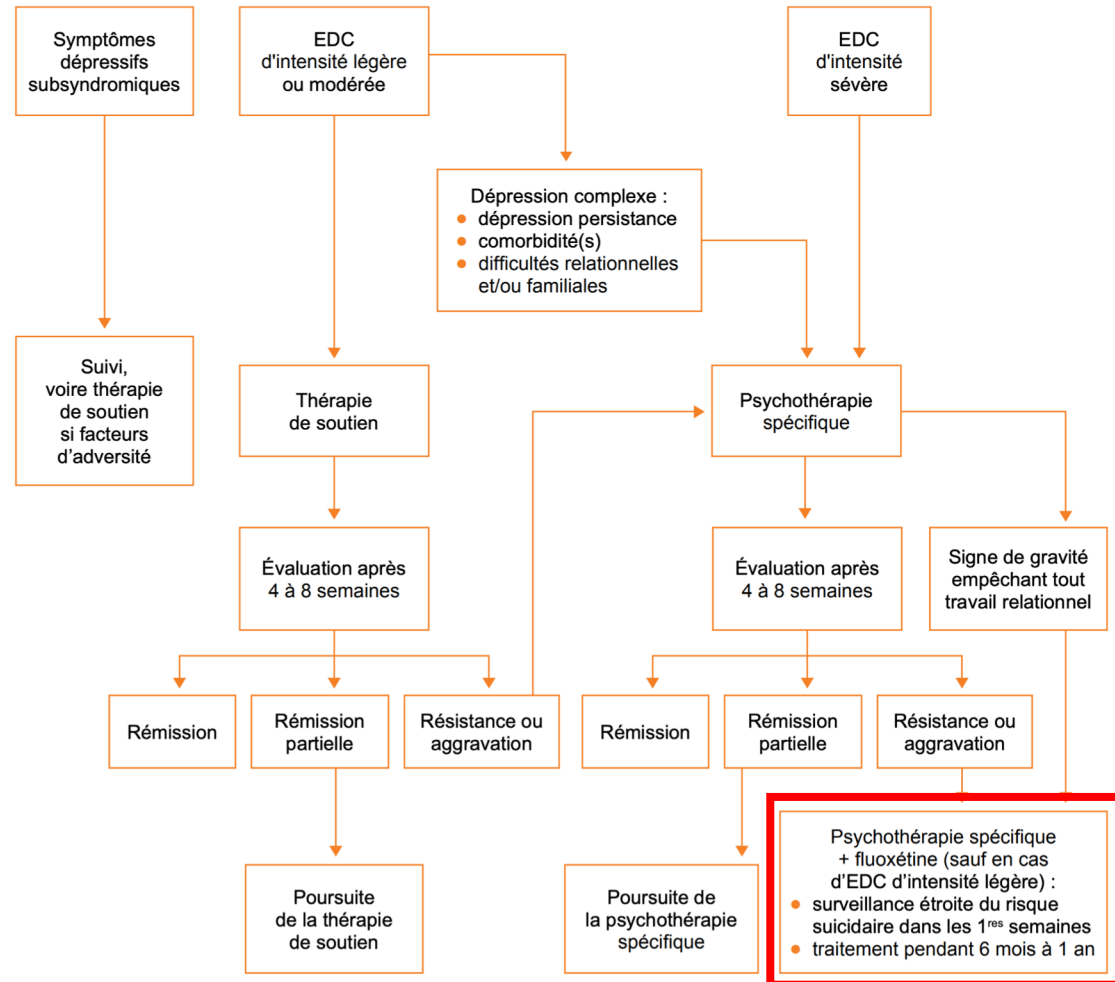 Symptômes
dépressifs
subsyndromiques
EDC
d'intensité légère
ou modérée
EDC
d'intensité
sévère
Dépression complexe :
● dépression persistance
● comorbidité(s)
● difficultés relationnelles
et/ou familiales
Suivi,
voire thérapie
de soutien
si facteurs
d’adversité
Thérapie
de soutien
Psychothérapie
spécifique
Évaluation après
4 à 8 semaines
Évaluation après
4 à 8 semaines
Signe de gravité
empêchant tout
travail relationnel
Rémission
Rémission
partielle
Résistance ou
aggravation
Rémission
Rémission
partielle
Résistance ou
aggravation
Poursuite
de la thérapie
de soutien
Poursuite de
la psychothérapie
spécifique
Psychothérapie spécifique
+ fluoxétine (sauf en cas
d’EDC d’intensité légère) :
● surveillance étroite du risque
suicidaire dans les 1res semaines
● traitement pendant 6 mois à 1 an